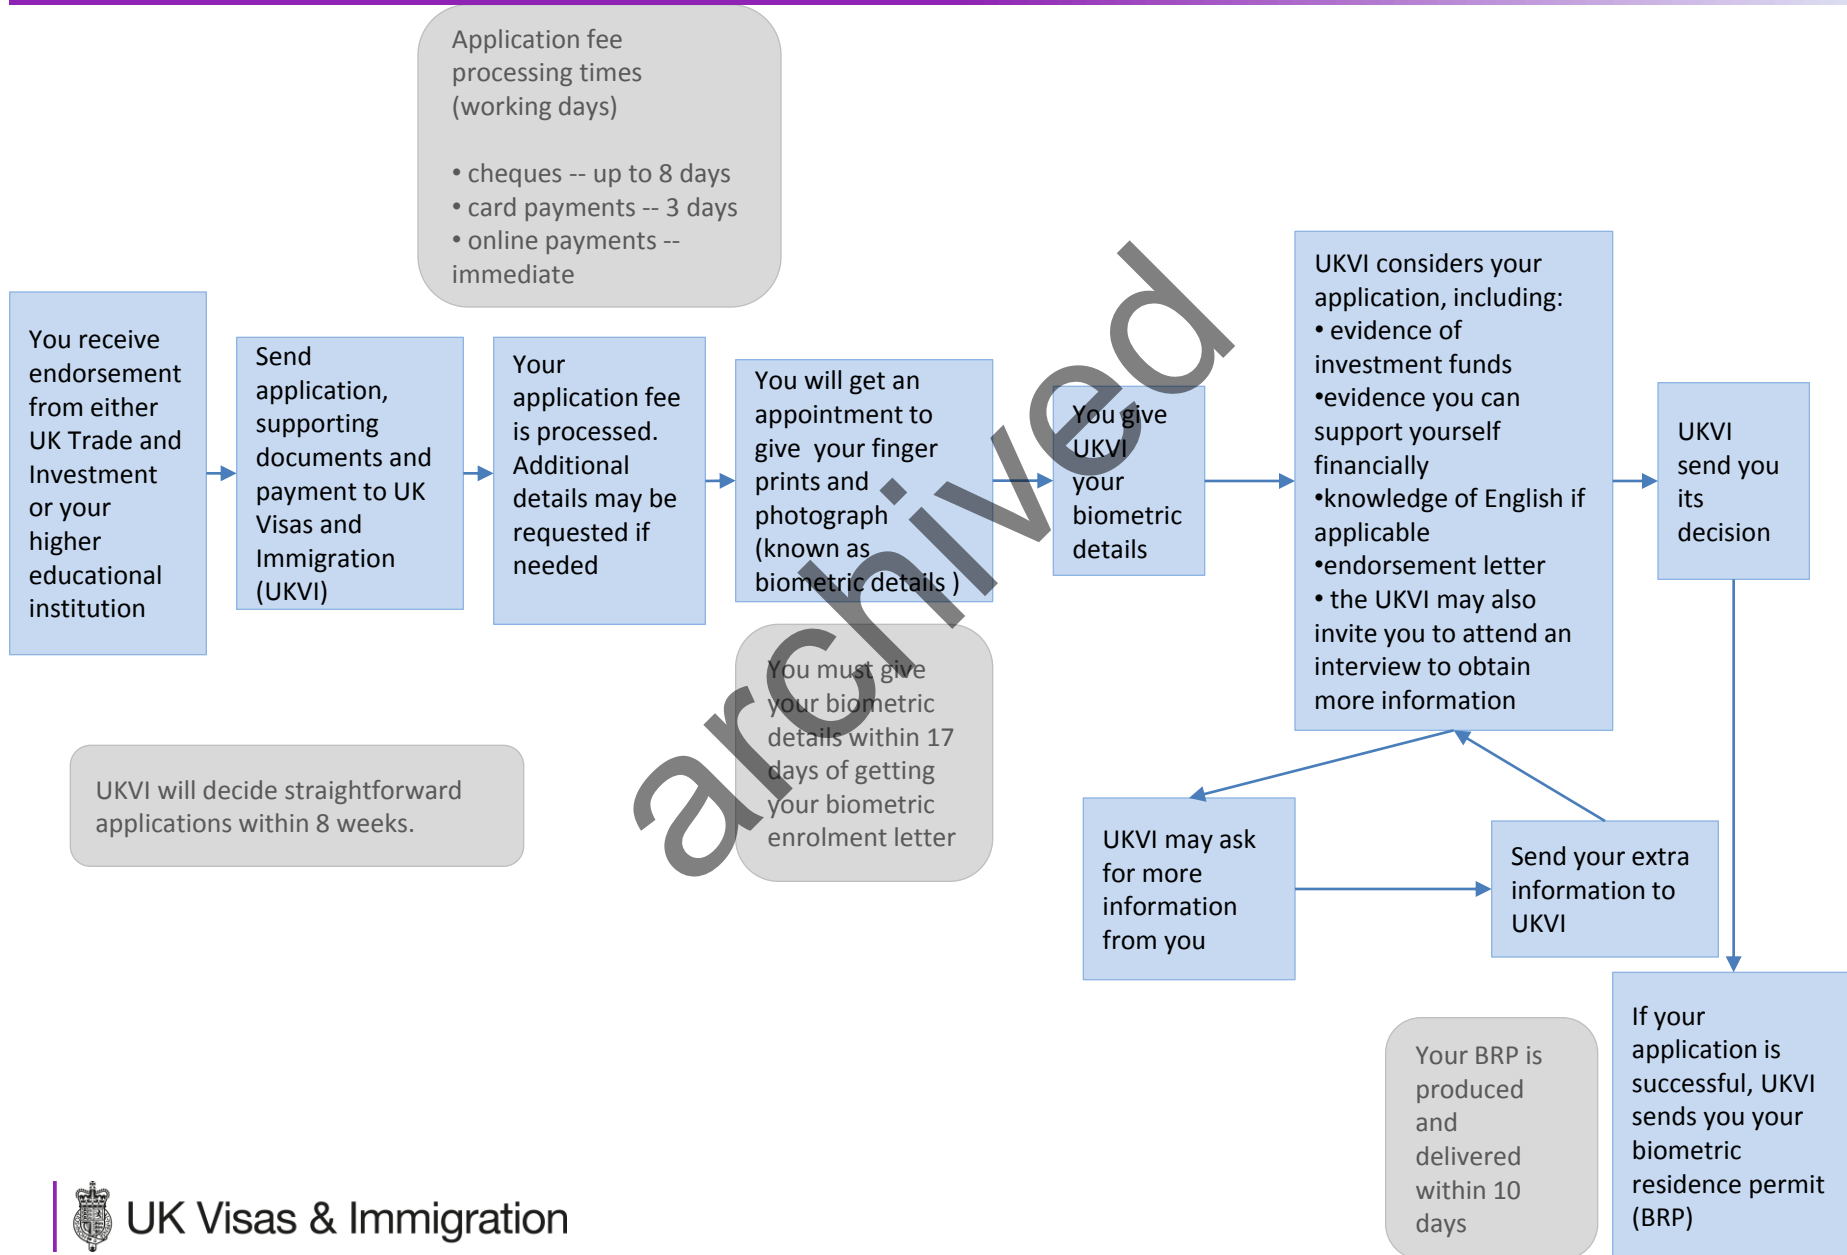 Application fee
processing times
(working days)
• cheques -- up to 8 days
• card payments -- 3 days
• online payments --
immediate
You receive
endorsement
from either
UK Trade and
Investment
or your
higher
educational
institution
Send
application,
supporting
documents and
payment to UK
Visas and
Immigration
(UKVI)
Your
application fee
is processed.
Additional
details may be
requested if
needed
You will get an
appointment to
give your finger
prints and
photograph
(known as
biometric details )
You give
UKVI
your
biometric
details
UKVI considers your
application, including:
• evidence of
investment funds
•evidence you can
support yourself
financially
•knowledge of English if
applicable
•endorsement letter
• the UKVI may also
invite you to attend an
interview to obtain
more information
UKVI
send you
its
decision
You must give
your biometric
details within 17
days of getting
your biometric
enrolment letter
UKVI will decide straightforward
applications within 8 weeks.
UKVI may ask
for more
information
from you
Send your extra
information to
UKVI
Your BRP is
produced
and
delivered
within 10
days
If your
application is
successful, UKVI
sends you your
biometric
residence permit
(BRP)
archived
UK Visas & Immigration